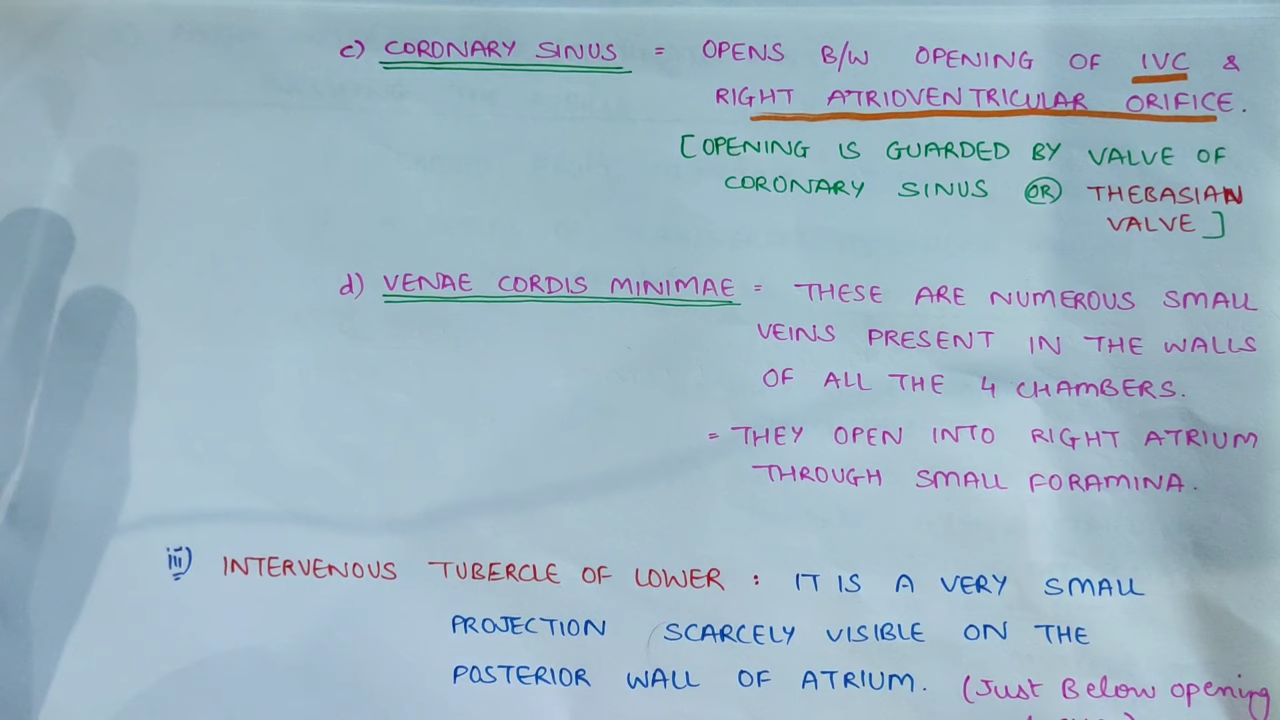 c) CORONARY SINUS = OPENS B/W OPENING OF IVC &
RIGHT ATRIOVENTRICULAR ORIFICE.
[OPENING IS GUARDED BY VALVE OF
CORONARY SINUS OR THEBASIAN
VALVE]
d) VENAE CORDIS MINIMAE = THESE ARE NUMEROUS SMALL
VEINS PRESENT IN THE WALLS
OF ALL THE 4 CHAMBERS.
= THEY OPEN INTO RIGHT ATRIUM
THROUGH SMALL FORAMINA.
iii) INTERVENOUS TUBERCLE OF LOWER : IT IS A VERY SMALL
PROJECTION SCARCELY VISIBLE ON THE
POSTERIOR WALL OF ATRIUM. (Just Below opening